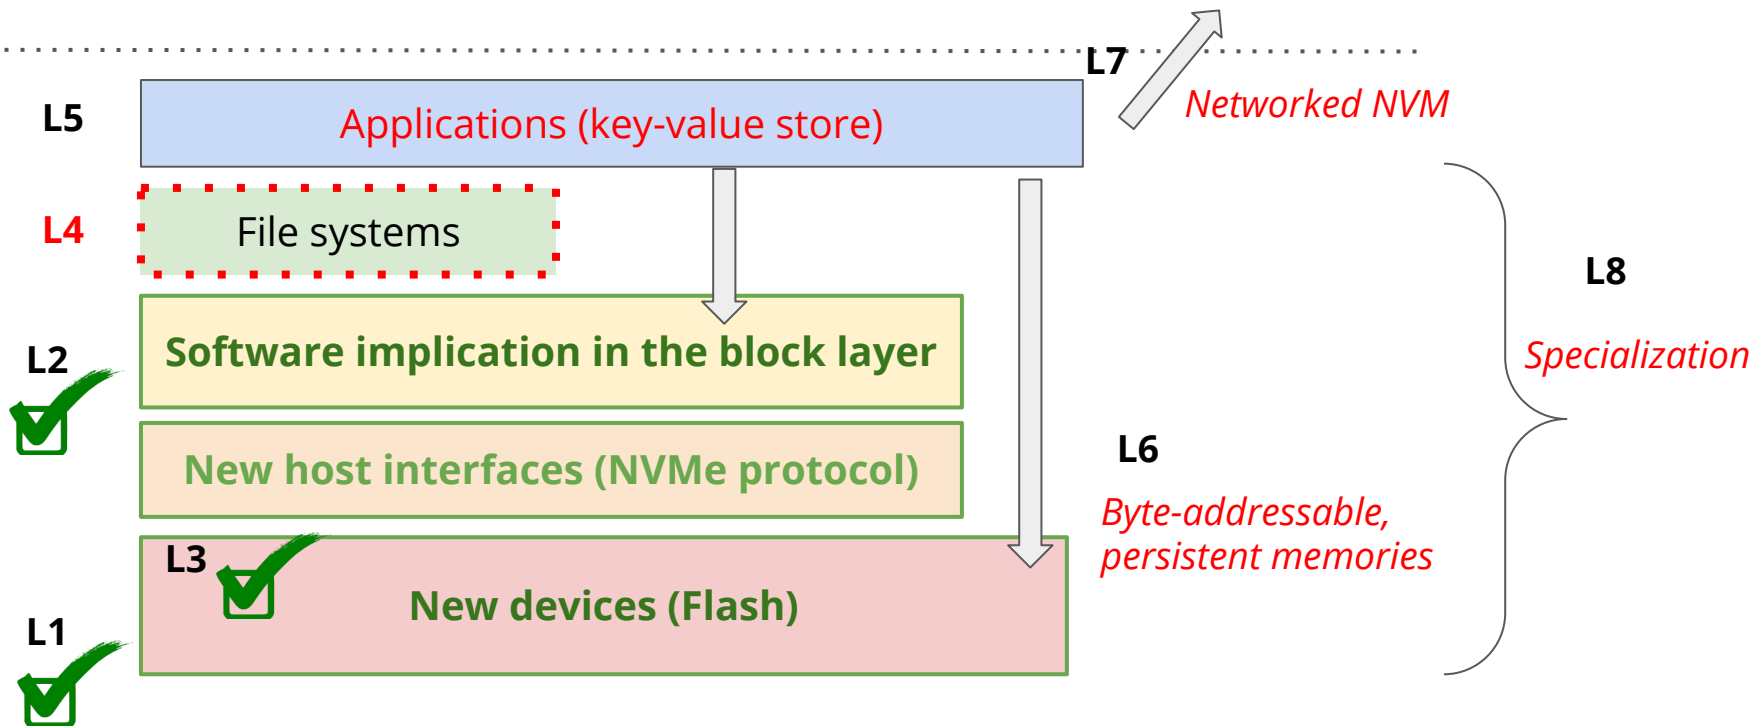 L7
Networked NVM
L5
Applications (key-value store)
L4
File systems
L8
Specialization
L2
Software implication in the block layer
New host interfaces (NVMe protocol)
L6
Byte-addressable,
persistent memories
L3
New devices (Flash)
L1